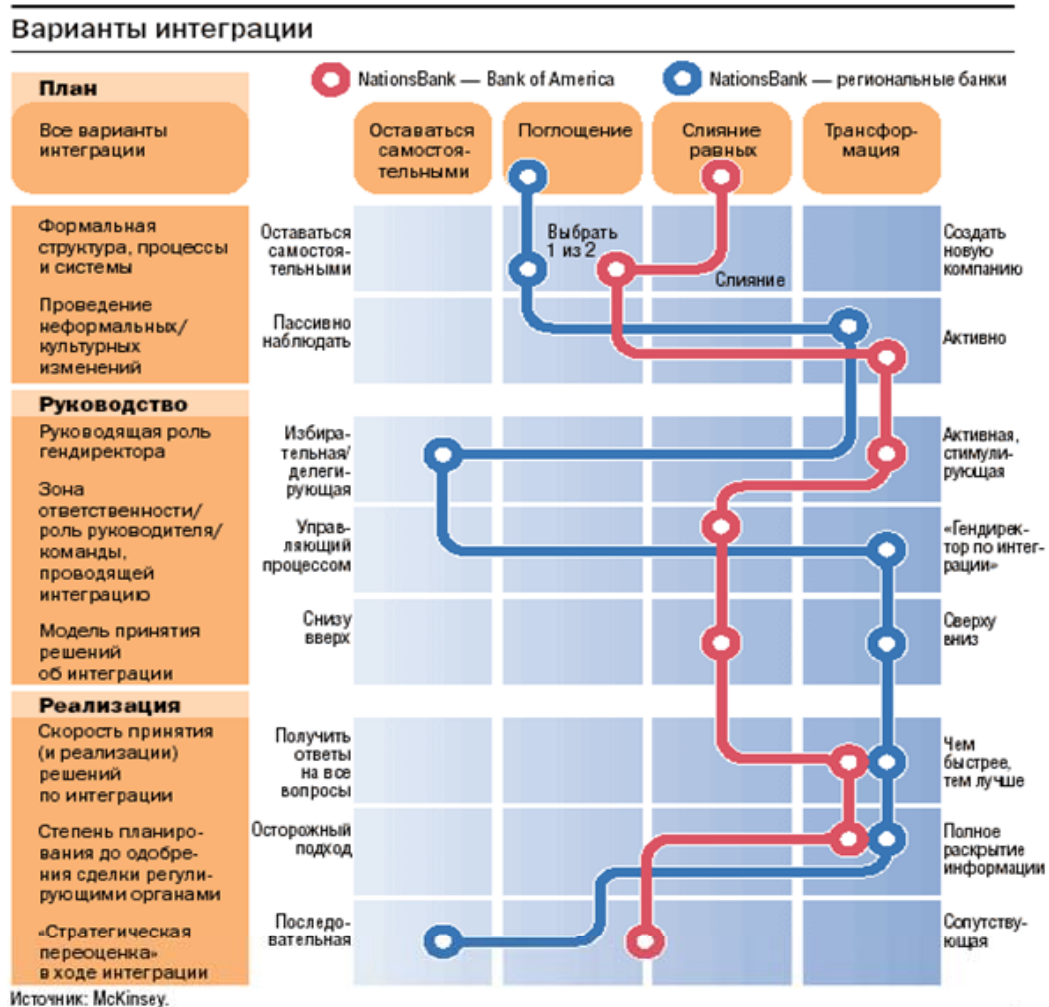 Варианты интеграции
NationsBank — Bank of America
NationsBank — региональные банки
План
Все варианты
интеграции
Оставаться
самостоя-
тельными
Поглощение
Слияние
равных
Трансфор-
мация
Формальная
структура, процессы
и системы
Оставаться
самостоя-
тельными
Выбрать
1 из 2
Слияние
Создать
новую
компанию
Проведение
неформальных/
культурных
изменений
Пассивно
наблюдать
Активно
Руководство
Руководящая роль
гендиректора
Избира-
тельная/
делеги-
рующая
Активная,
стимули-
рующая
Зона
ответственности/
роль руководителя/
команды,
проводящей
интеграцию
Управ-
ляющий
процессом
«Гендирек-
тор по интег-
рации»
Модель принятия
решений
об интеграции
Снизу
вверх
Сверху
вниз
Реализация
Скорость принятия
(и реализации)
решений
по интеграции
Получить
ответы
на все
вопросы
Чем
быстрее,
тем лучше
Степень планиро-
вания до одобре-
ния сделки регули-
рующими органами
Осторожный
подход
Полное
раскрытие
информации
«Стратегическая
переоценка»
в ходе интеграции
Последо-
вательная
Сопутству-
ющая
Источник: McKinsey.